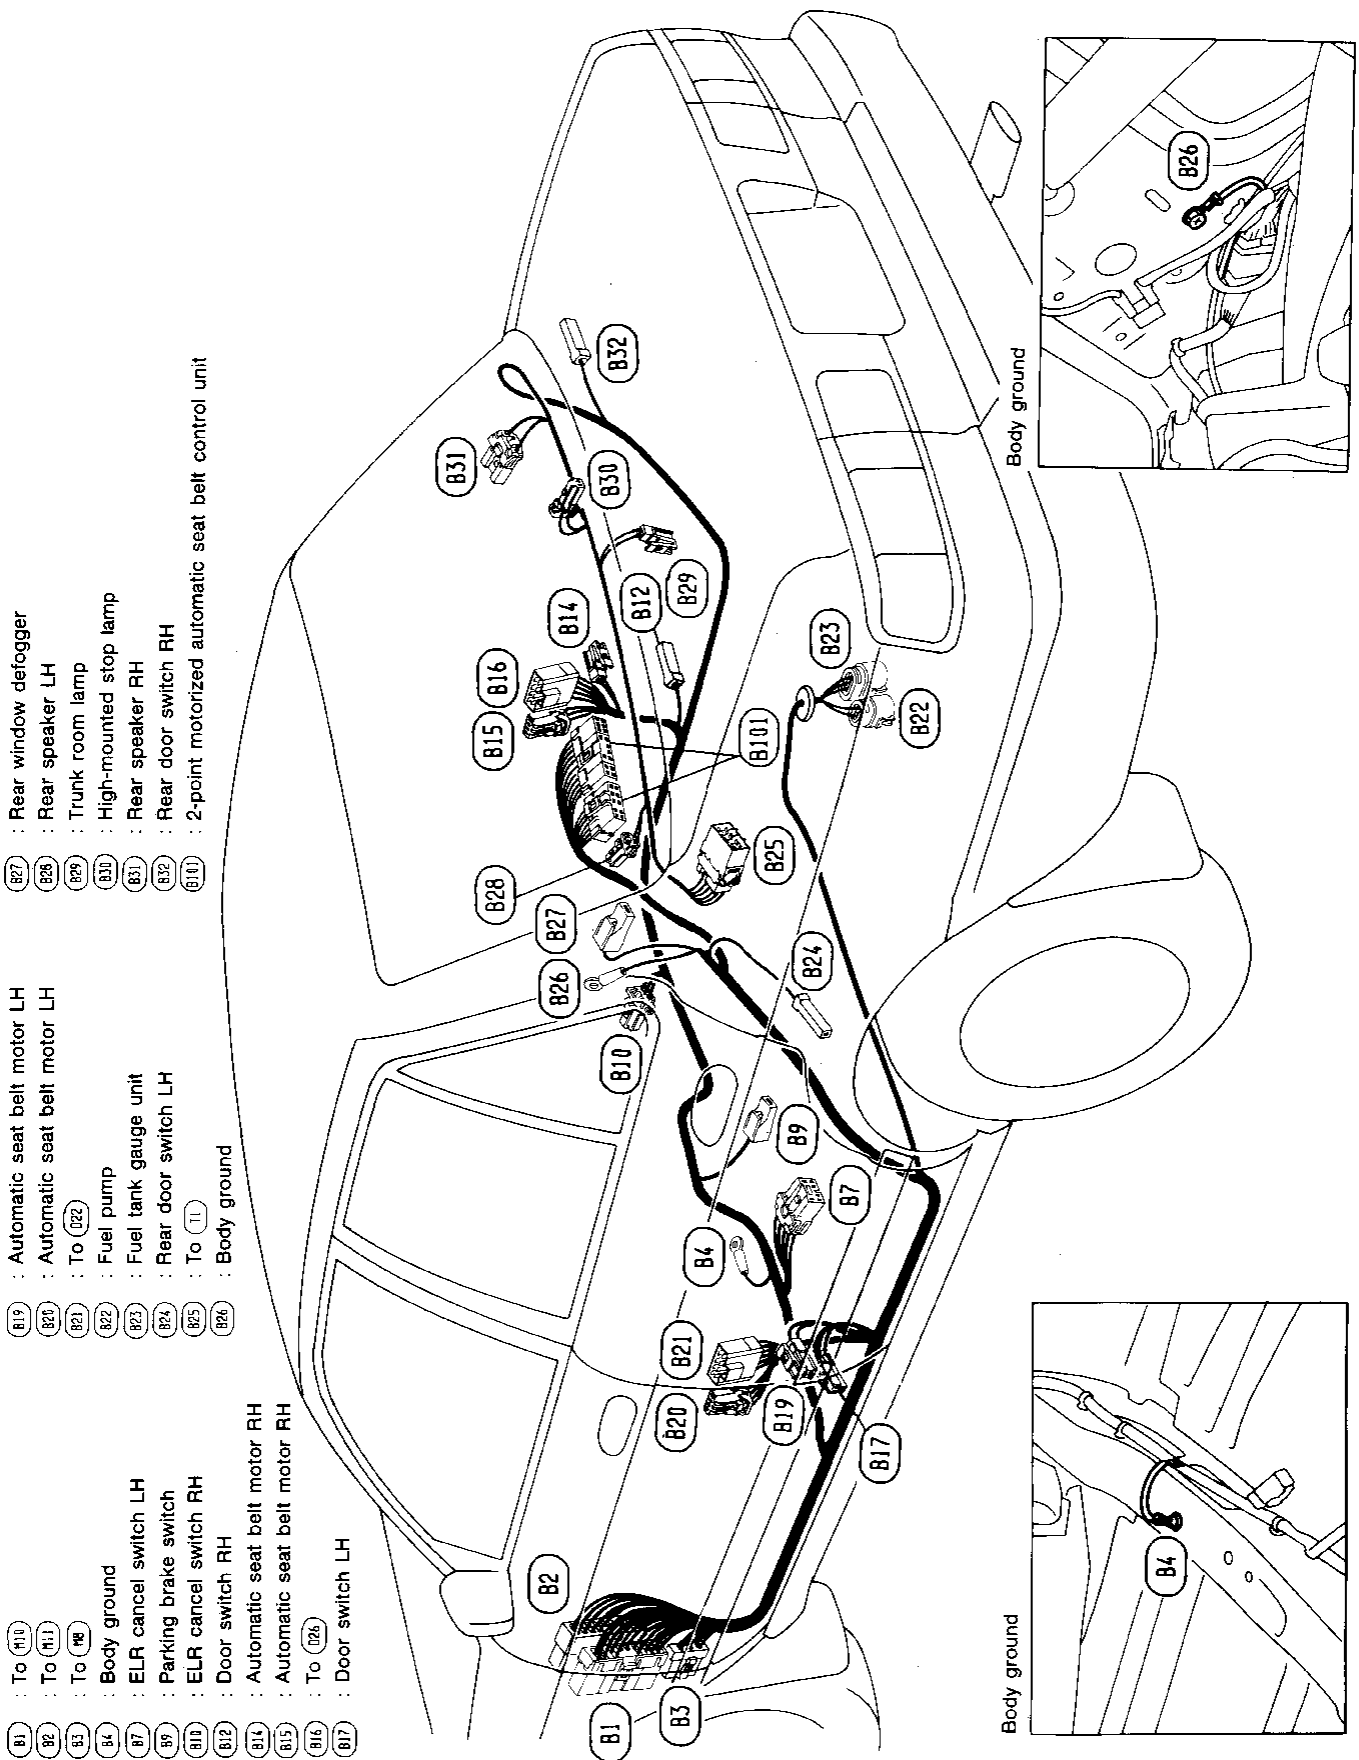 B1 : To M10
B2 : To M11
B3 : To M8
B4 : Body ground
B7 : ELR cancel switch LH
B9 : Parking brake switch
B10 : ELR cancel switch RH
B12 : Door switch RH
B14 : Automatic seat belt motor RH
B15 : Automatic seat belt motor RH
B16 : To D26
B17 : Door switch LH
B19 : Automatic seat belt motor LH
B20 : Automatic seat belt motor LH
B21 : To D22
B22 : Fuel pump
B23 : Fuel tank gauge unit
B24 : Rear door switch LH
B25 : To T1
B26 : Body ground
B27 : Rear window defogger
B28 : Rear speaker LH
B29 : Trunk room lamp
B30 : High-mounted stop lamp
B31 : Rear speaker RH
B32 : Rear door switch RH
B101 : 2-point motorized automatic seat belt control unit
B1
B2
B3
B20
B21
B19
B17
B4
B7
B9
B10
B26
B27
B28
B24
B25
B15
B16
B14
B101
B12
B29
B30
B31
B32
B22
B23
Body ground
B4
Body ground
B26